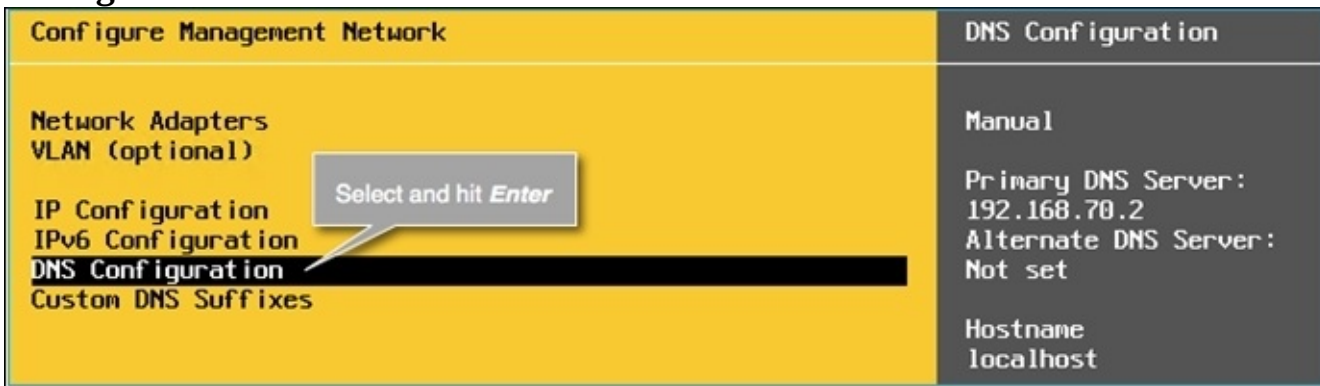 Configure Management Network
Network Adapters
VLAN (optional)
Select and hit Enter
IP Configuration
IPv6 Configuration
DNS Configuration
Custom DNS Suffixes
DNS Configuration
Manual
Primary DNS Server:
192.168.70.2
Alternate DNS Server:
Not set
Hostname
localhost